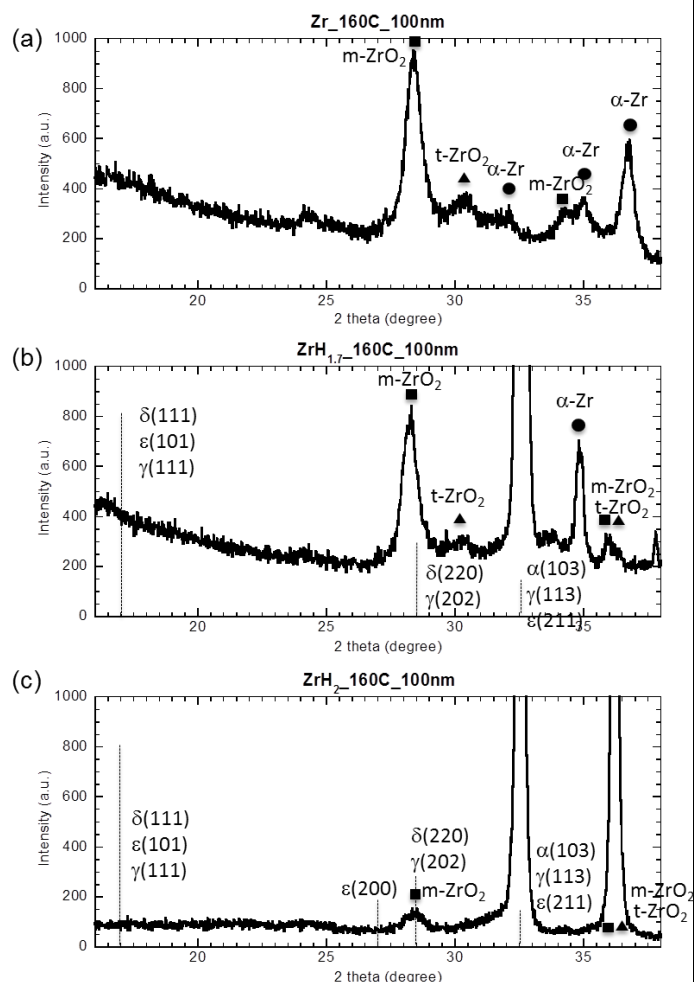 (a)
Zr_160C_100nm
1000
800
600
400
200
0
Intensity (a.u.)
m-ZrO₂
t-ZrO₂
α-Zr
m-ZrO₂
α-Zr
α-Zr
20
25
30
35
2 theta (degree)
(b)
ZrH₁.₇_160C_100nm
1000
800
600
400
200
0
Intensity (a.u.)
δ(111)
ε(101)
γ(111)
m-ZrO₂
t-ZrO₂
δ(220)
γ(202)
α-Zr
m-ZrO₂
t-ZrO₂
α(103)
γ(113)
ε(211)
20
25
30
35
2 theta (degree)
(c)
ZrH₂_160C_100nm
1000
800
600
400
200
0
Intensity (a.u.)
δ(111)
ε(101)
γ(111)
ε(200)
δ(220)
γ(202)
m-ZrO₂
α(103)
γ(113)
ε(211)
m-ZrO₂
t-ZrO₂
20
25
30
35
2 theta (degree)